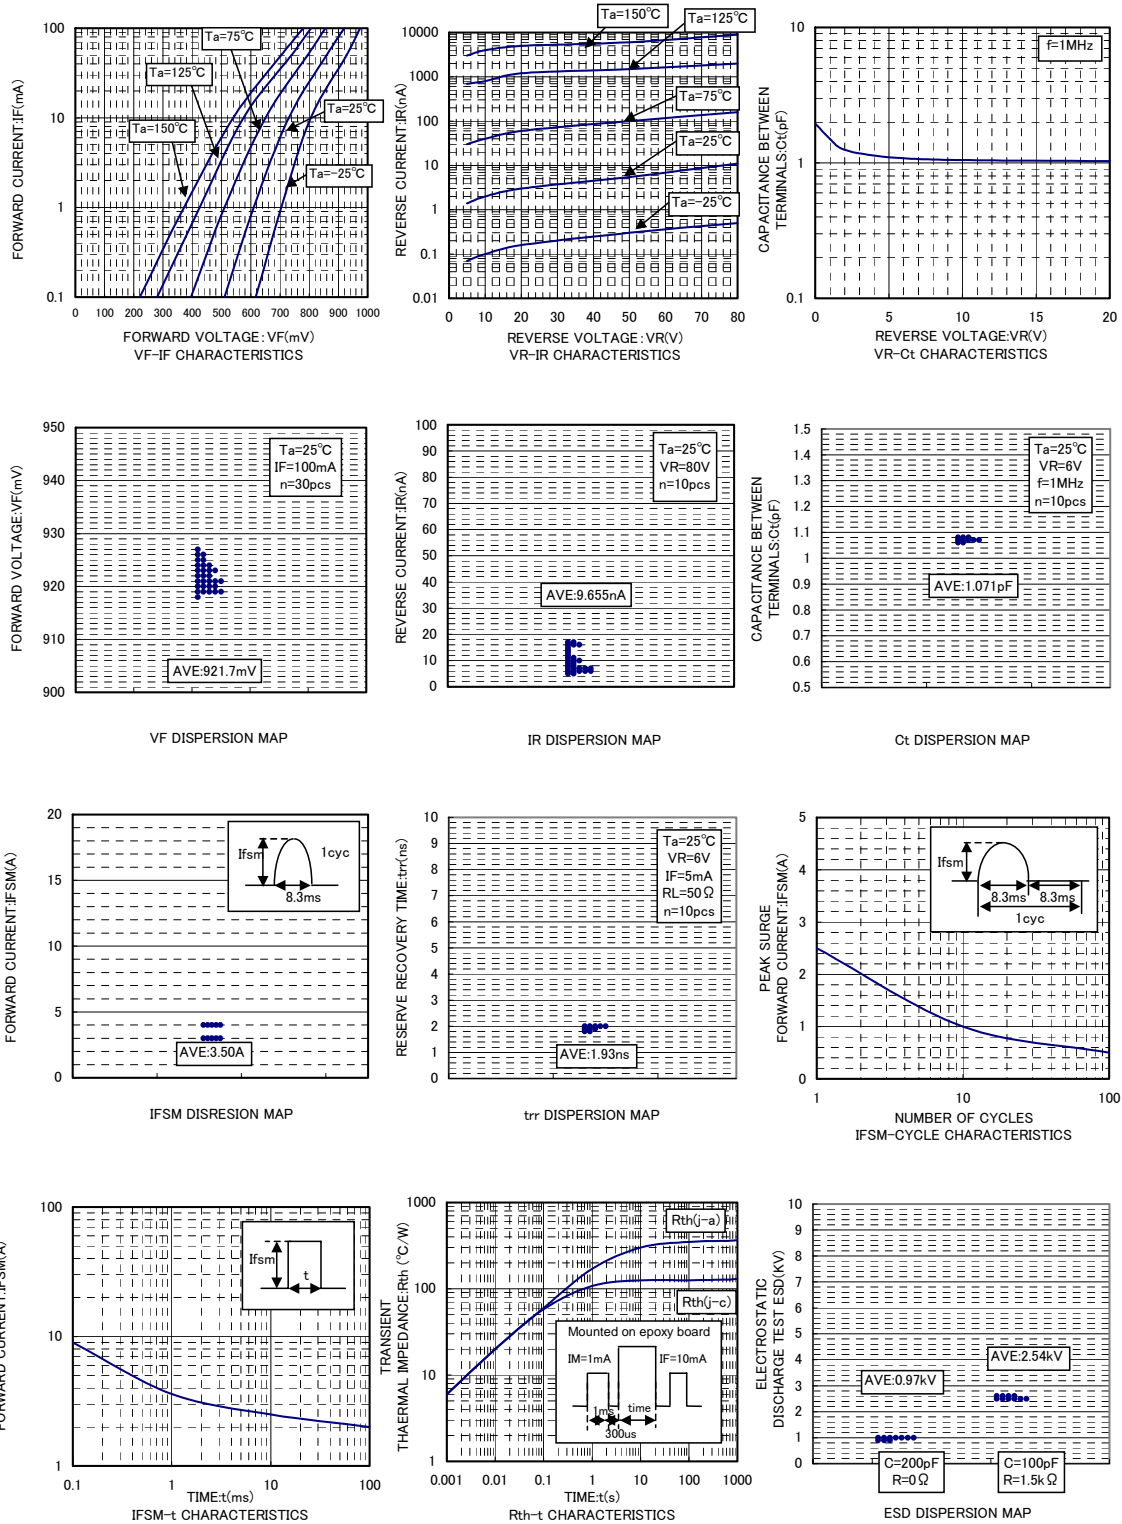 FORWARD CURRENT:IF(mA)
100
10
1
0.1
Ta=75℃
Ta=125℃
Ta=150℃
Ta=25℃
Ta=-25℃
0 100 200 300 400 500 600 700 800 900 1000
FORWARD VOLTAGE:VF(mV)
VF-IF CHARACTERISTICS
REVERSE CURRENT:IR(nA)
10000
1000
100
10
1
0.1
0.01
Ta=150℃
Ta=125℃
Ta=75℃
Ta=25℃
Ta=-25℃
0 10 20 30 40 50 60 70 80
REVERSE VOLTAGE:VR(V)
VR-IR CHARACTERISTICS
CAPACITANCE BETWEEN
TERMINALS:Ct(pF)
10
1
0.1
f=1MHz
0 5 10 15 20
REVERSE VOLTAGE:VR(V)
VR-Ct CHARACTERISTICS
FORWARD VOLTAGE:VF(mV)
950
940
930
920
910
900
Ta=25℃
IF=100mA
n=30pcs
AVE:921.7mV
VF DISPERSION MAP
REVERSE CURRENT:IR(nA)
100
90
80
70
60
50
40
30
20
10
0
Ta=25℃
VR=80V
n=10pcs
AVE:9.655nA
IR DISPERSION MAP
CAPACITANCE BETWEEN
TERMINALS:Ct(pF)
1.5
1.4
1.3
1.2
1.1
1
0.9
0.8
0.7
0.6
0.5
Ta=25℃
VR=6V
f=1MHz
n=10pcs
AVE:1.071pF
Ct DISPERSION MAP
FORWARD CURRENT:IFSM(A)
20
15
10
5
0
Ifsm
1cyc
8.3ms
AVE:3.50A
IFSM DISRESION MAP
RESERVE RECOVERY TIME:trr(ns)
10
9
8
7
6
5
4
3
2
1
0
Ta=25℃
VR=6V
IF=5mA
RL=50Ω
n=10pcs
AVE:1.93ns
trr DISPERSION MAP
PEAK SURGE
FORWARD CURRENT:IFSM(A)
5
4
3
2
1
0
Ifsm
8.3ms 8.3ms
1cyc
1 10 100
NUMBER OF CYCLES
IFSM-CYCLE CHARACTERISTICS
FORWARD CURRENT:IFSM(A)
100
10
1
Ifsm
t
0.1 1 10 100
TIME:t(ms)
IFSM-t CHARACTERISTICS
TRANSIENT
THAERMAL IMPEDANCE:Rth (℃/W)
1000
100
10
1
Rth(j-a)
Rth(j-c)
Mounted on epoxy board
IM=1mA IF=10mA
1ms time
300us
0.001 0.01 0.1 1 10 100 1000
TIME:t(s)
Rth-t CHARACTERISTICS
ELECTROSTATIC
DISCHARGE TEST ESD(KV)
10
9
8
7
6
5
4
3
2
1
0
AVE:2.54kV
AVE:0.97kV
C=200pF
R=0Ω
C=100pF
R=1.5kΩ
ESD DISPERSION MAP